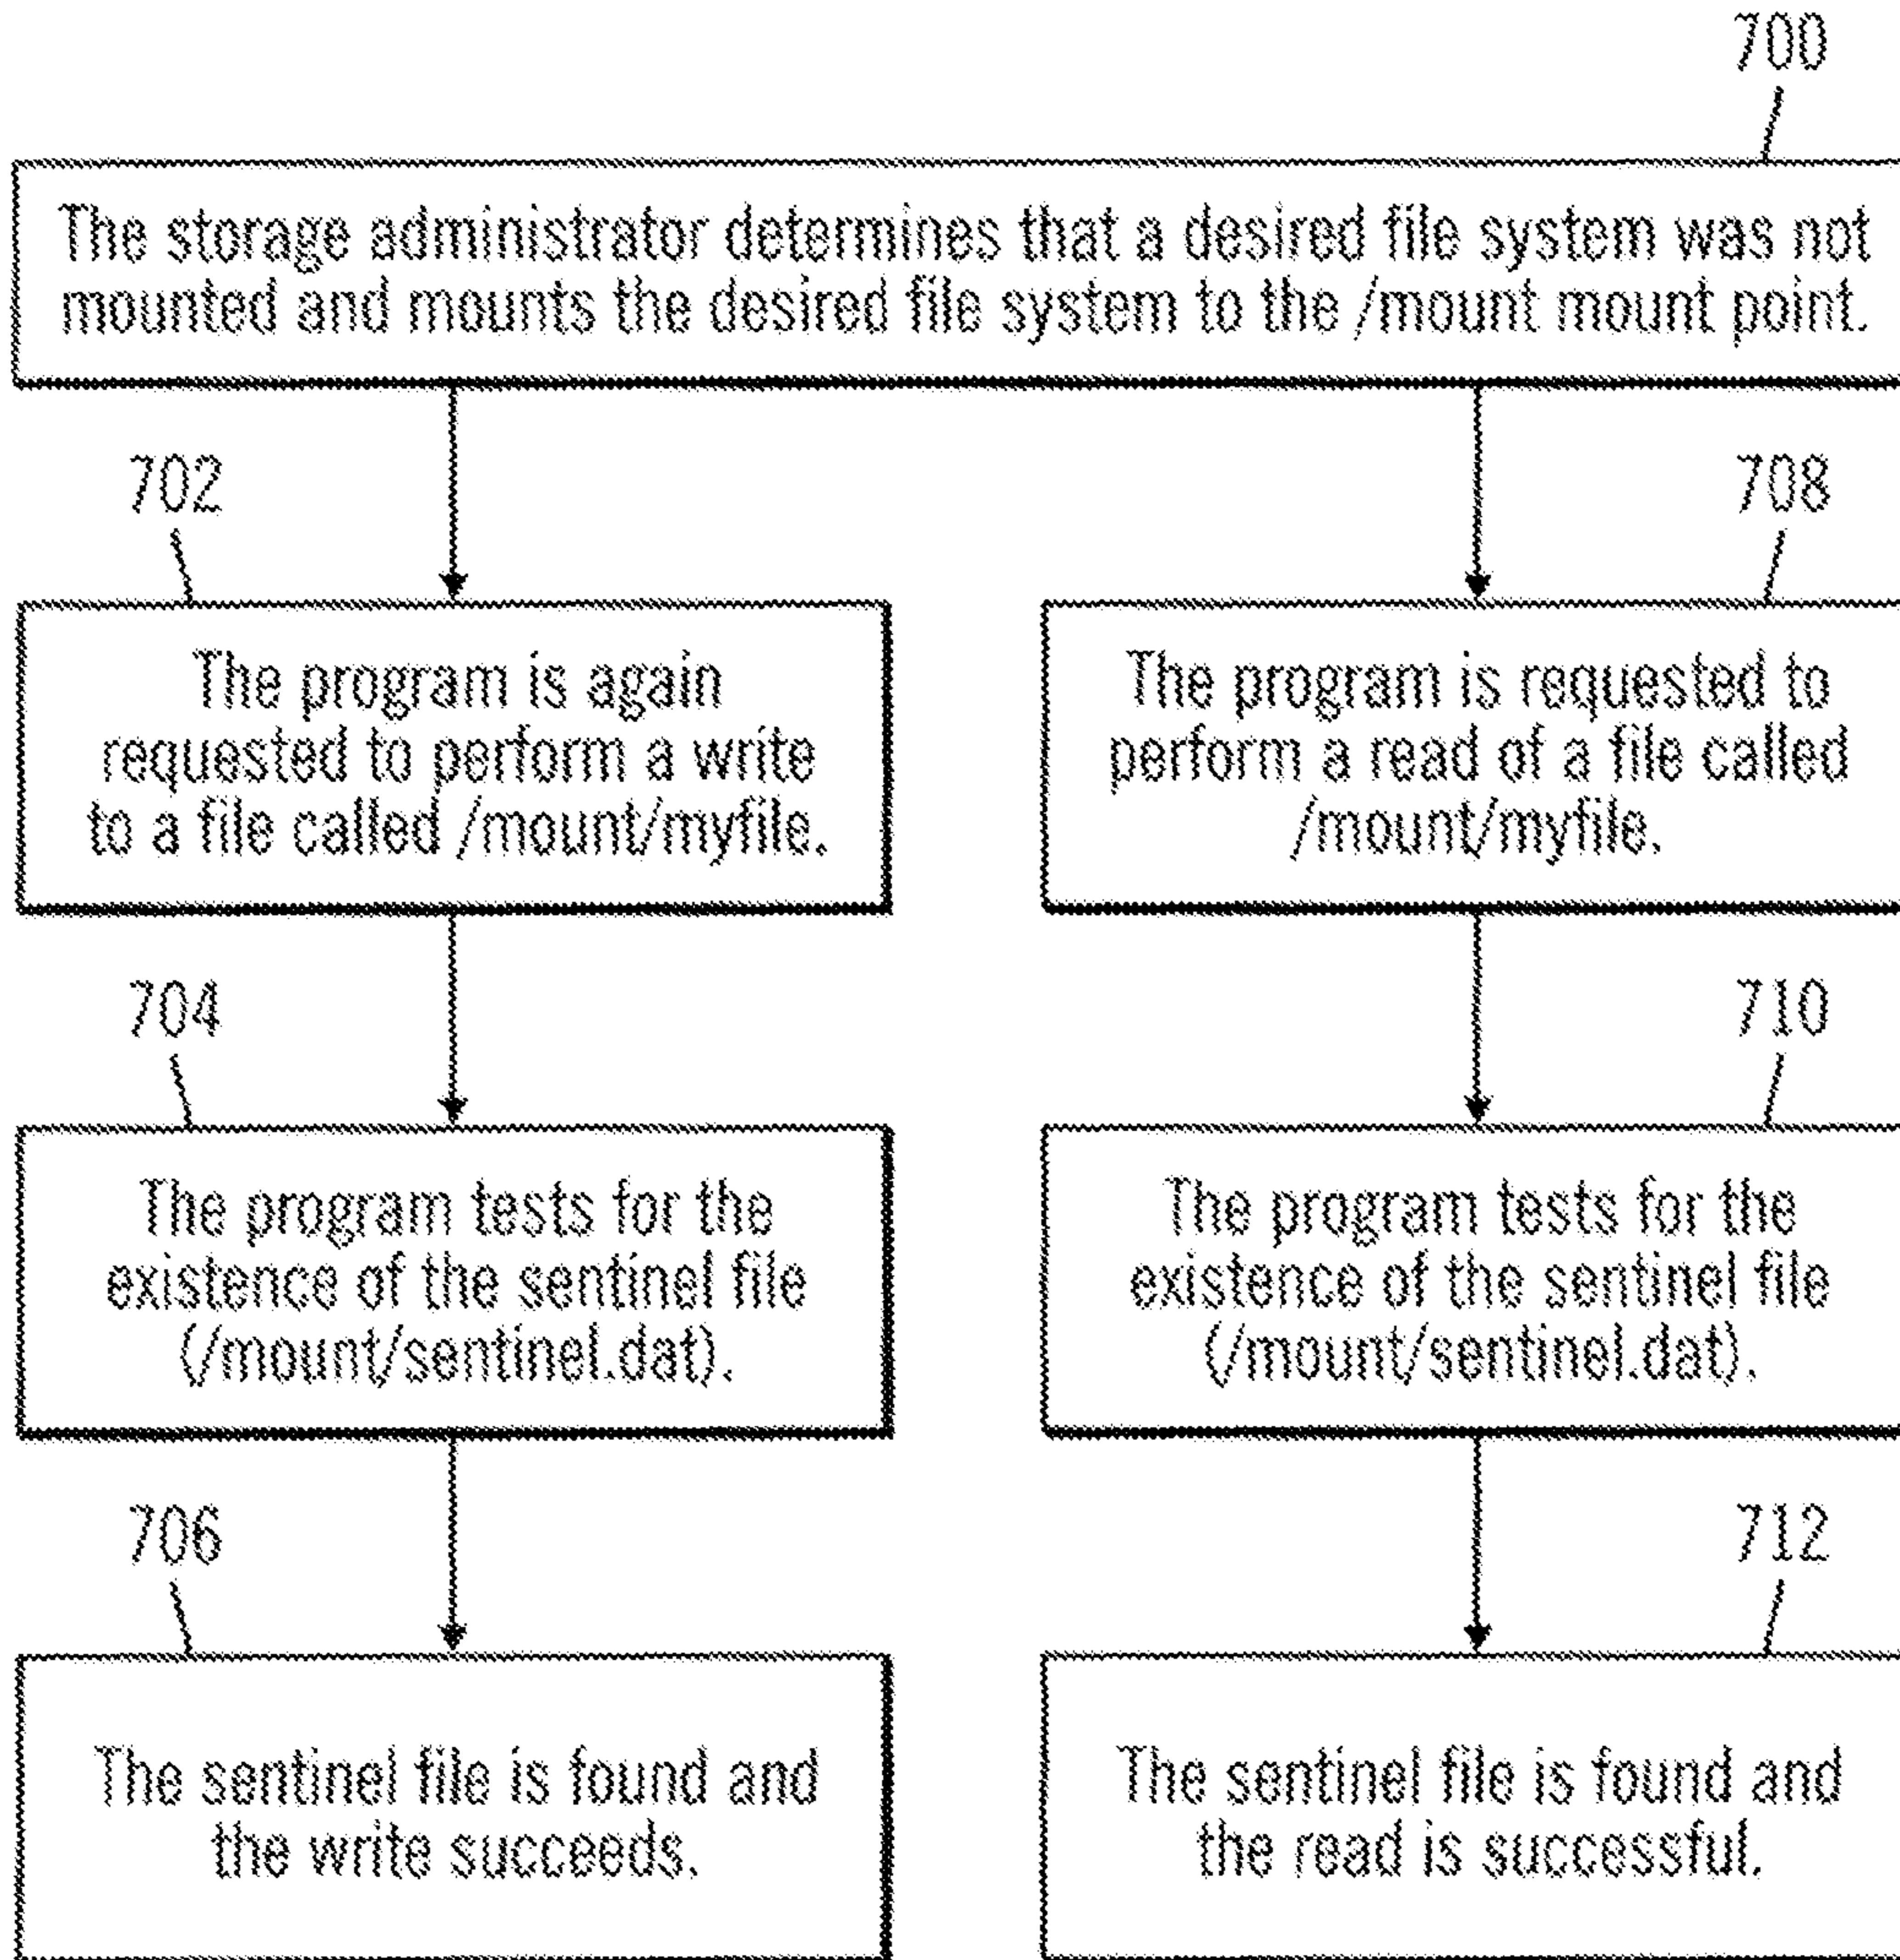 700
The storage administrator determines that a desired file system was not
mounted and mounts the desired file system to the /mount mount point.
702
The program is again
requested to perform a write
to a file called /mount/myfile.
704
The program tests for the
existence of the sentinel file
(/mount/sentinel.dat).
706
The sentinel file is found and
the write succeeds.
708
The program is requested to
perform a read of a file called
/mount/myfile.
710
The program tests for the
existence of the sentinel file
(/mount/sentinel.dat).
712
The sentinel file is found and
the read is successful.